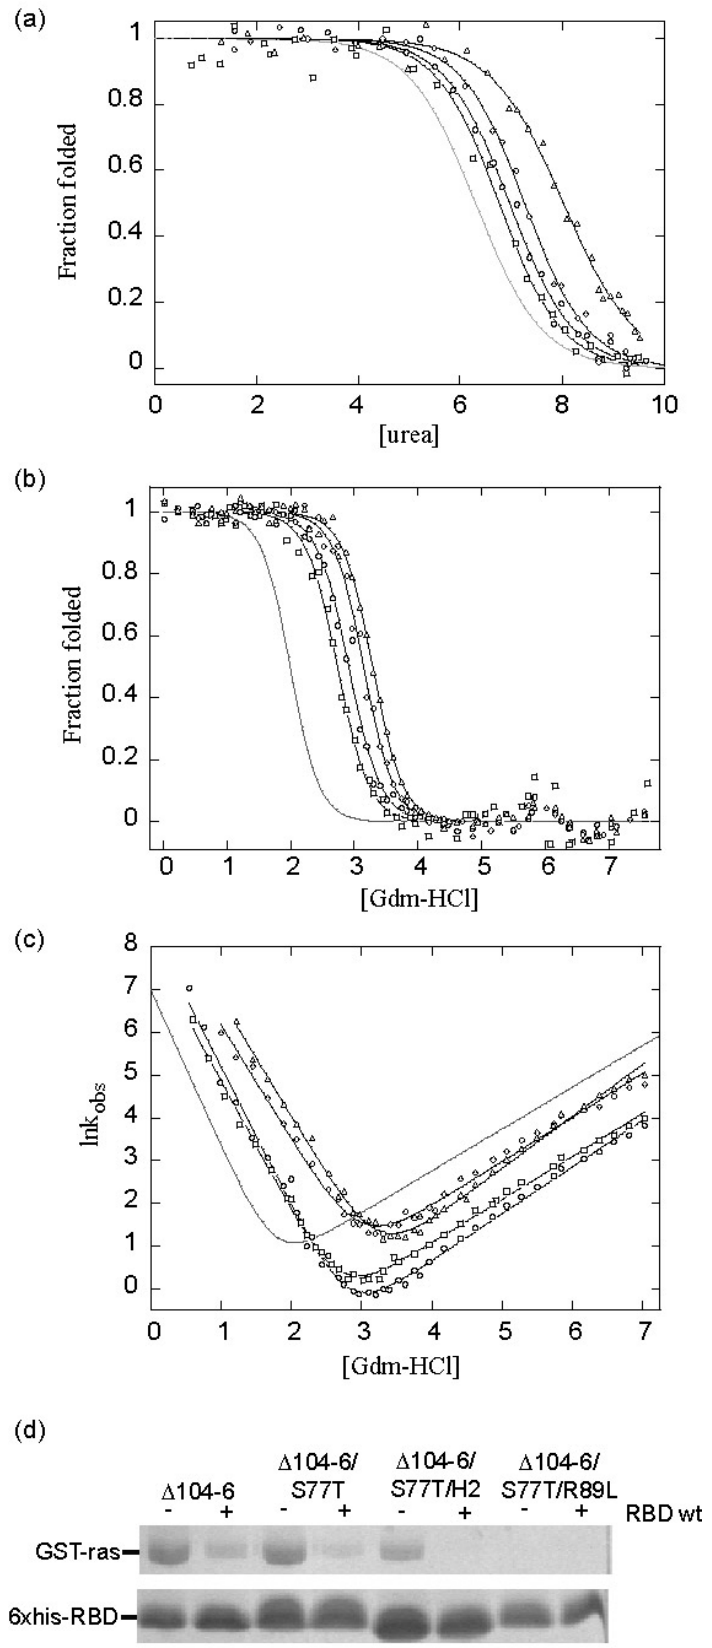 (a)
1
0.8
0.6
0.4
0.2
0
Fraction folded
0 2 4 6 8 10
[urea]
(b)
1
0.8
0.6
0.4
0.2
0
Fraction folded
0 1 2 3 4 5 6 7
[Gdm-HCl]
(c)
8
7
6
5
4
3
2
1
0
lnkobs
0 1 2 3 4 5 6 7
[Gdm-HCl]
(d)
Δ104-6 Δ104-6/ Δ104-6/ Δ104-6/
S77T S77T/H2 S77T/R89L
- + - + - + - + RBD wt
GST-ras
6xhis-RBD